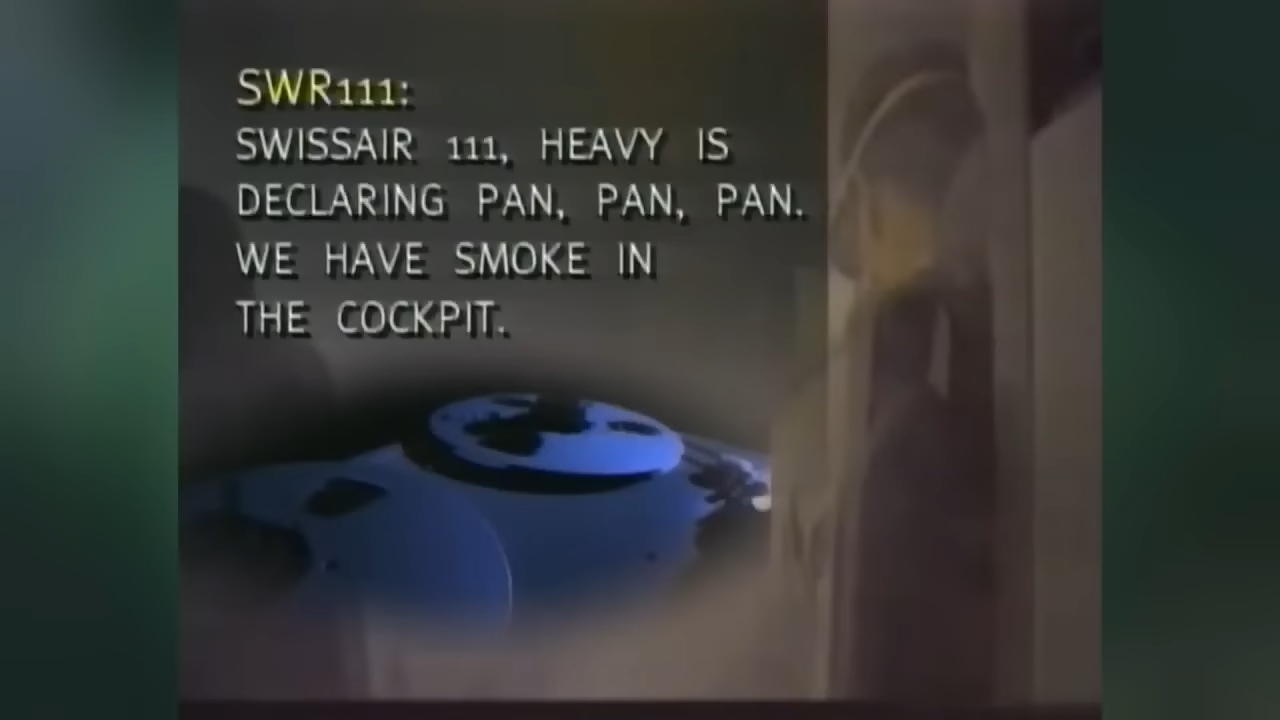 SWR111:
SWISSAIR 111, HEAVY IS
DECLARING PAN, PAN, PAN.
WE HAVE SMOKE IN
THE COCKPIT.